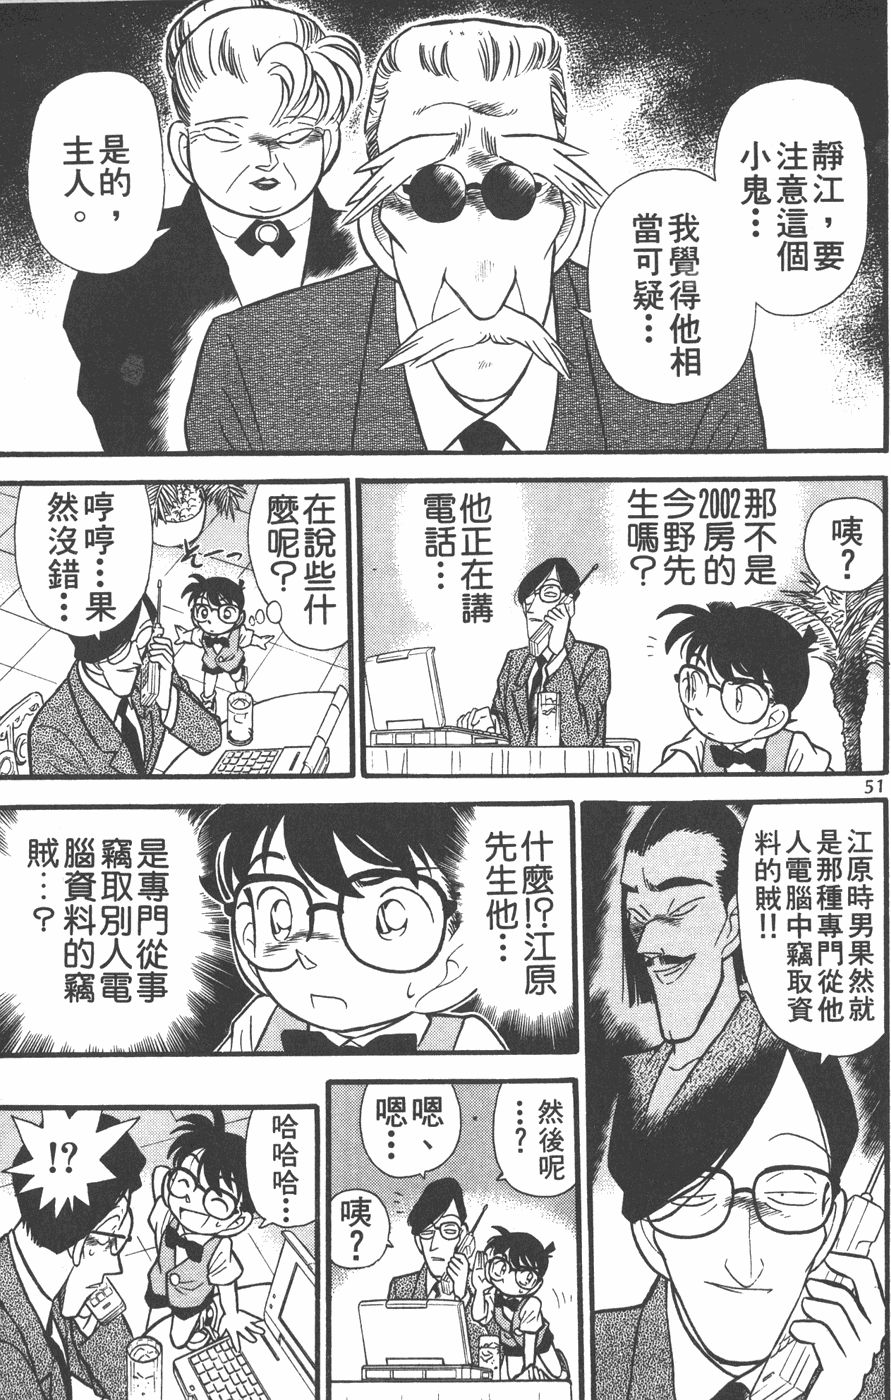 靜江，要
注意這個
小鬼…
我覺得他相
當可疑…
是的，
主人。
咦?
那不是
2002房的
今野先
生嗎?
他正在講
電話…
在說些什
麼呢?
哼哼…果
然沒錯…
51
江原時男果然就
是那種專門從他
人電腦中竊取資
料的賊!!
什麼!?江原
先生他…
是專門從事
竊取別人電
腦資料的竊
賊…?
然後呢
…?
嗯、
嗯…
咦?
哈哈哈…
!?